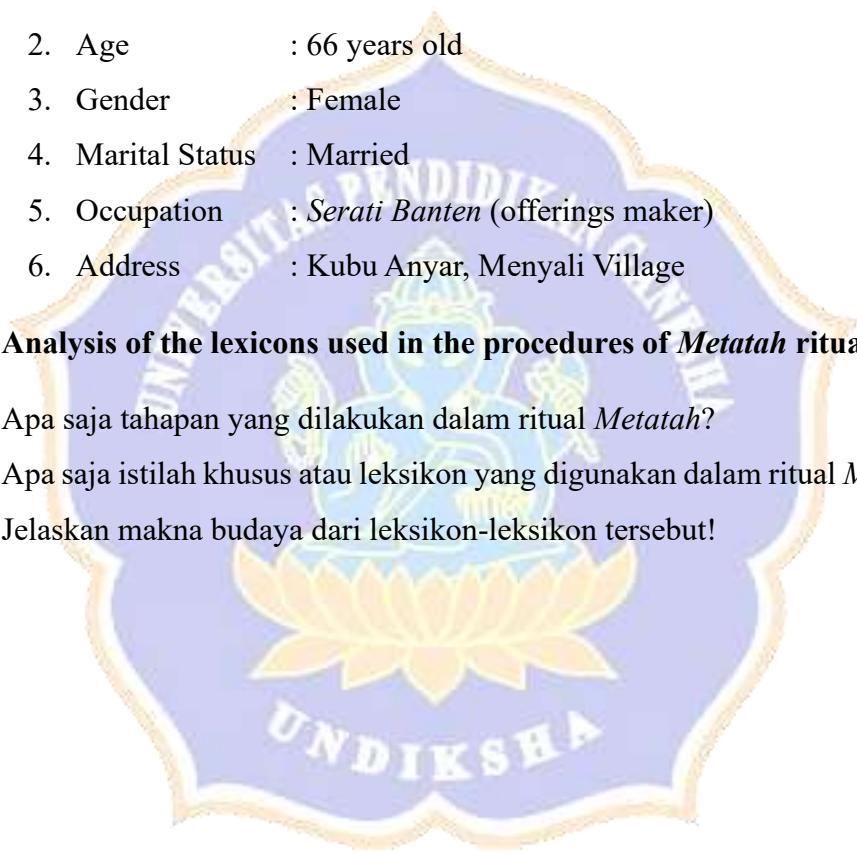 2. Age : 66 years old
3. Gender : Female
4. Marital Status : Married
5. Occupation : Serati Banten (offerings maker)
6. Address : Kubu Anyar, Menyali Village
Analysis of the lexicons used in the procedures of Metatah
Apa saja tahapan yang dilakukan dalam ritual Metatah?
Apa saja istilah khusus atau leksikon yang digunakan dalam ritual
Jelaskan makna budaya dari leksikon-leksikon tersebut!
UNIVERSITAS PENDIDIKAN GANESHA
UNDIKSHA